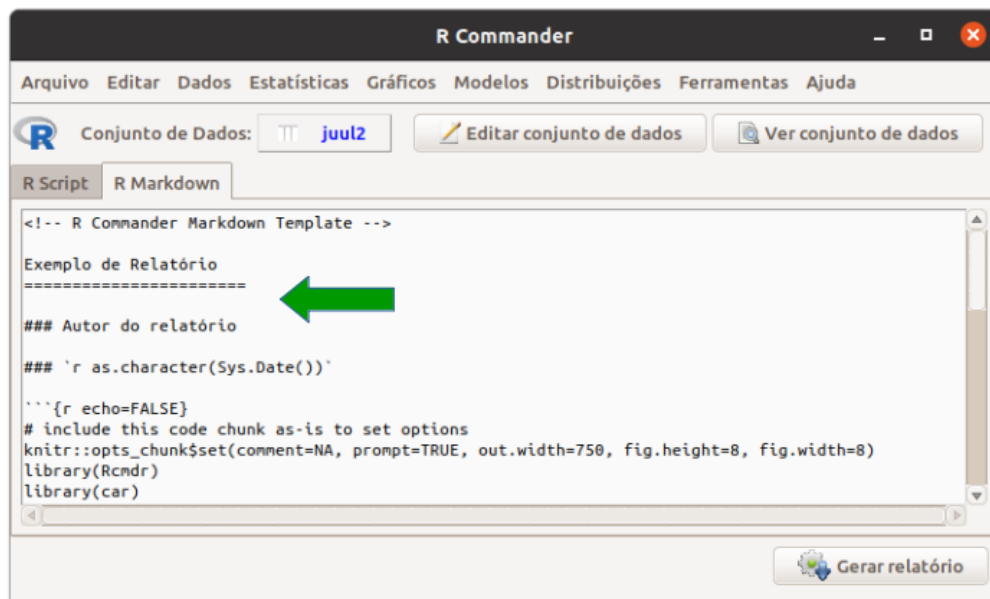 R Commander
Arquivo Editar Dados Estatísticas Gráficos Modelos Distribuições Ferramentas Ajuda
R Conjunto de Dados: juul2 Editar conjunto de dados Ver conjunto de dados
R Script R Markdown
<!-- R Commander Markdown Template -->
Exemplo de Relatório
=======================
### Autor do relatório
### `r as.character(Sys.Date())`
```{r echo=FALSE}
# include this code chunk as-is to set options
knitr::opts_chunk$set(comment=NA, prompt=TRUE, out.width=750, fig.height=8, fig.width=8)
library(Rcmdr)
library(car)
Gerar relatório